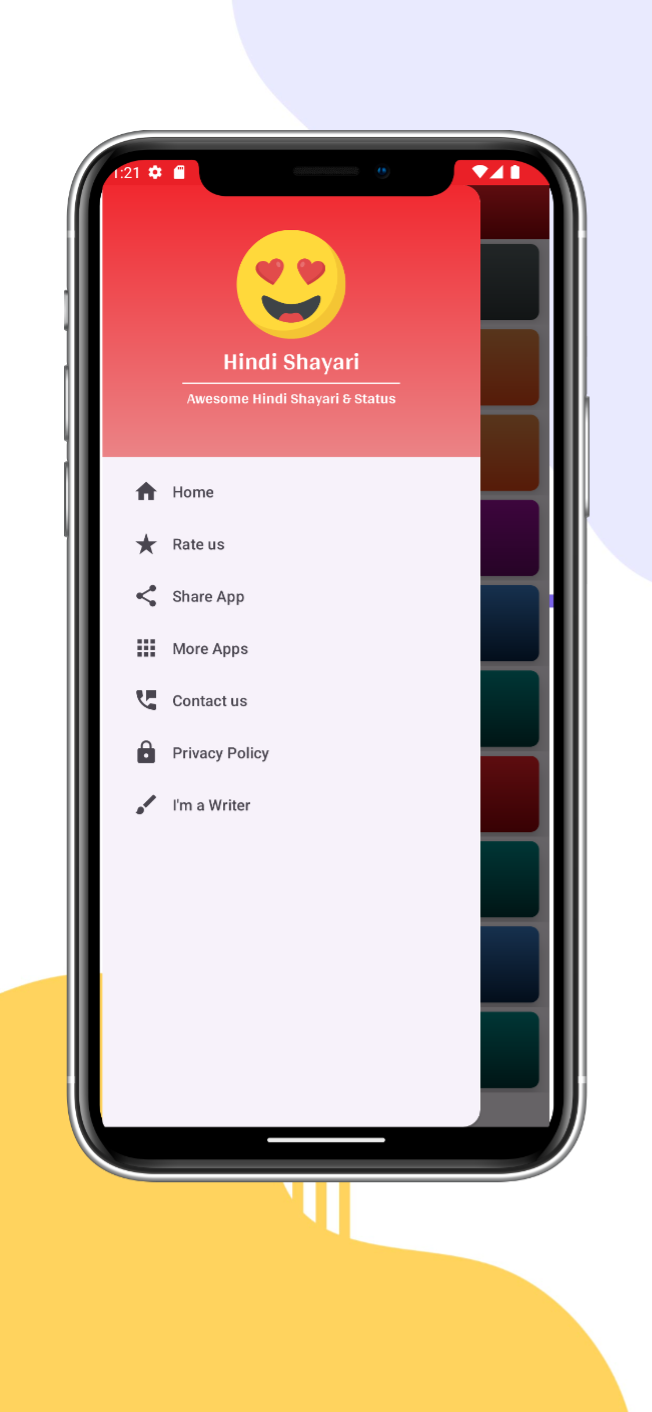 1:21
Hindi Shayari
Awesome Hindi Shayari & Status
Home
Rate us
Share App
More Apps
Contact us
Privacy Policy
I'm a Writer